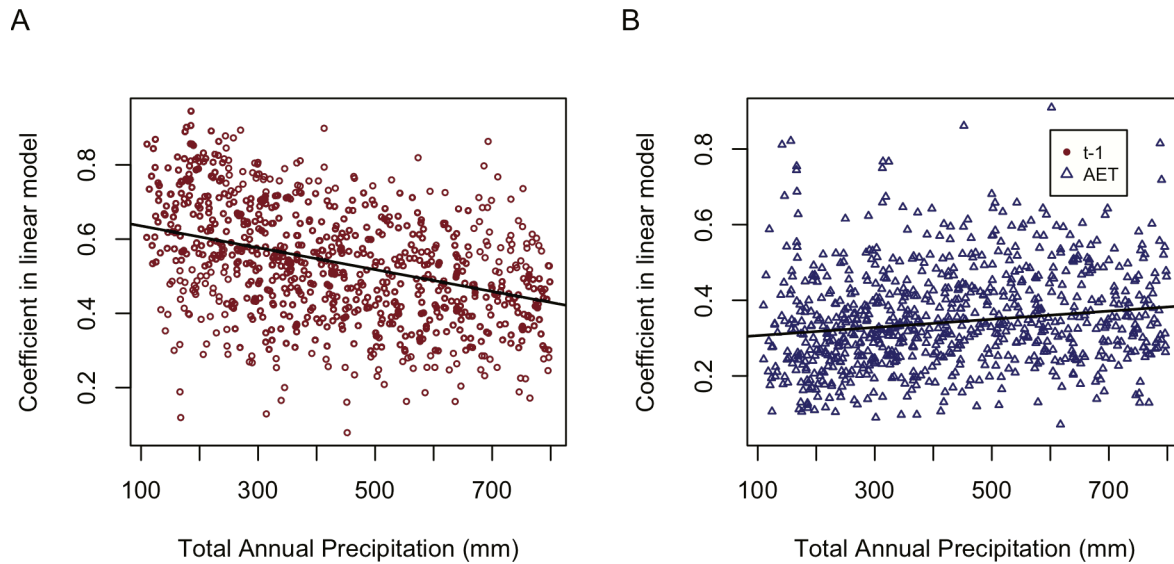 A
B
Coefficient in linear model
0.2 0.4 0.6 0.8
100 300 500 700
Total Annual Precipitation (mm)
Coefficient in linear model
0.2 0.4 0.6 0.8
t-1
AET
100 300 500 700
Total Annual Precipitation (mm)